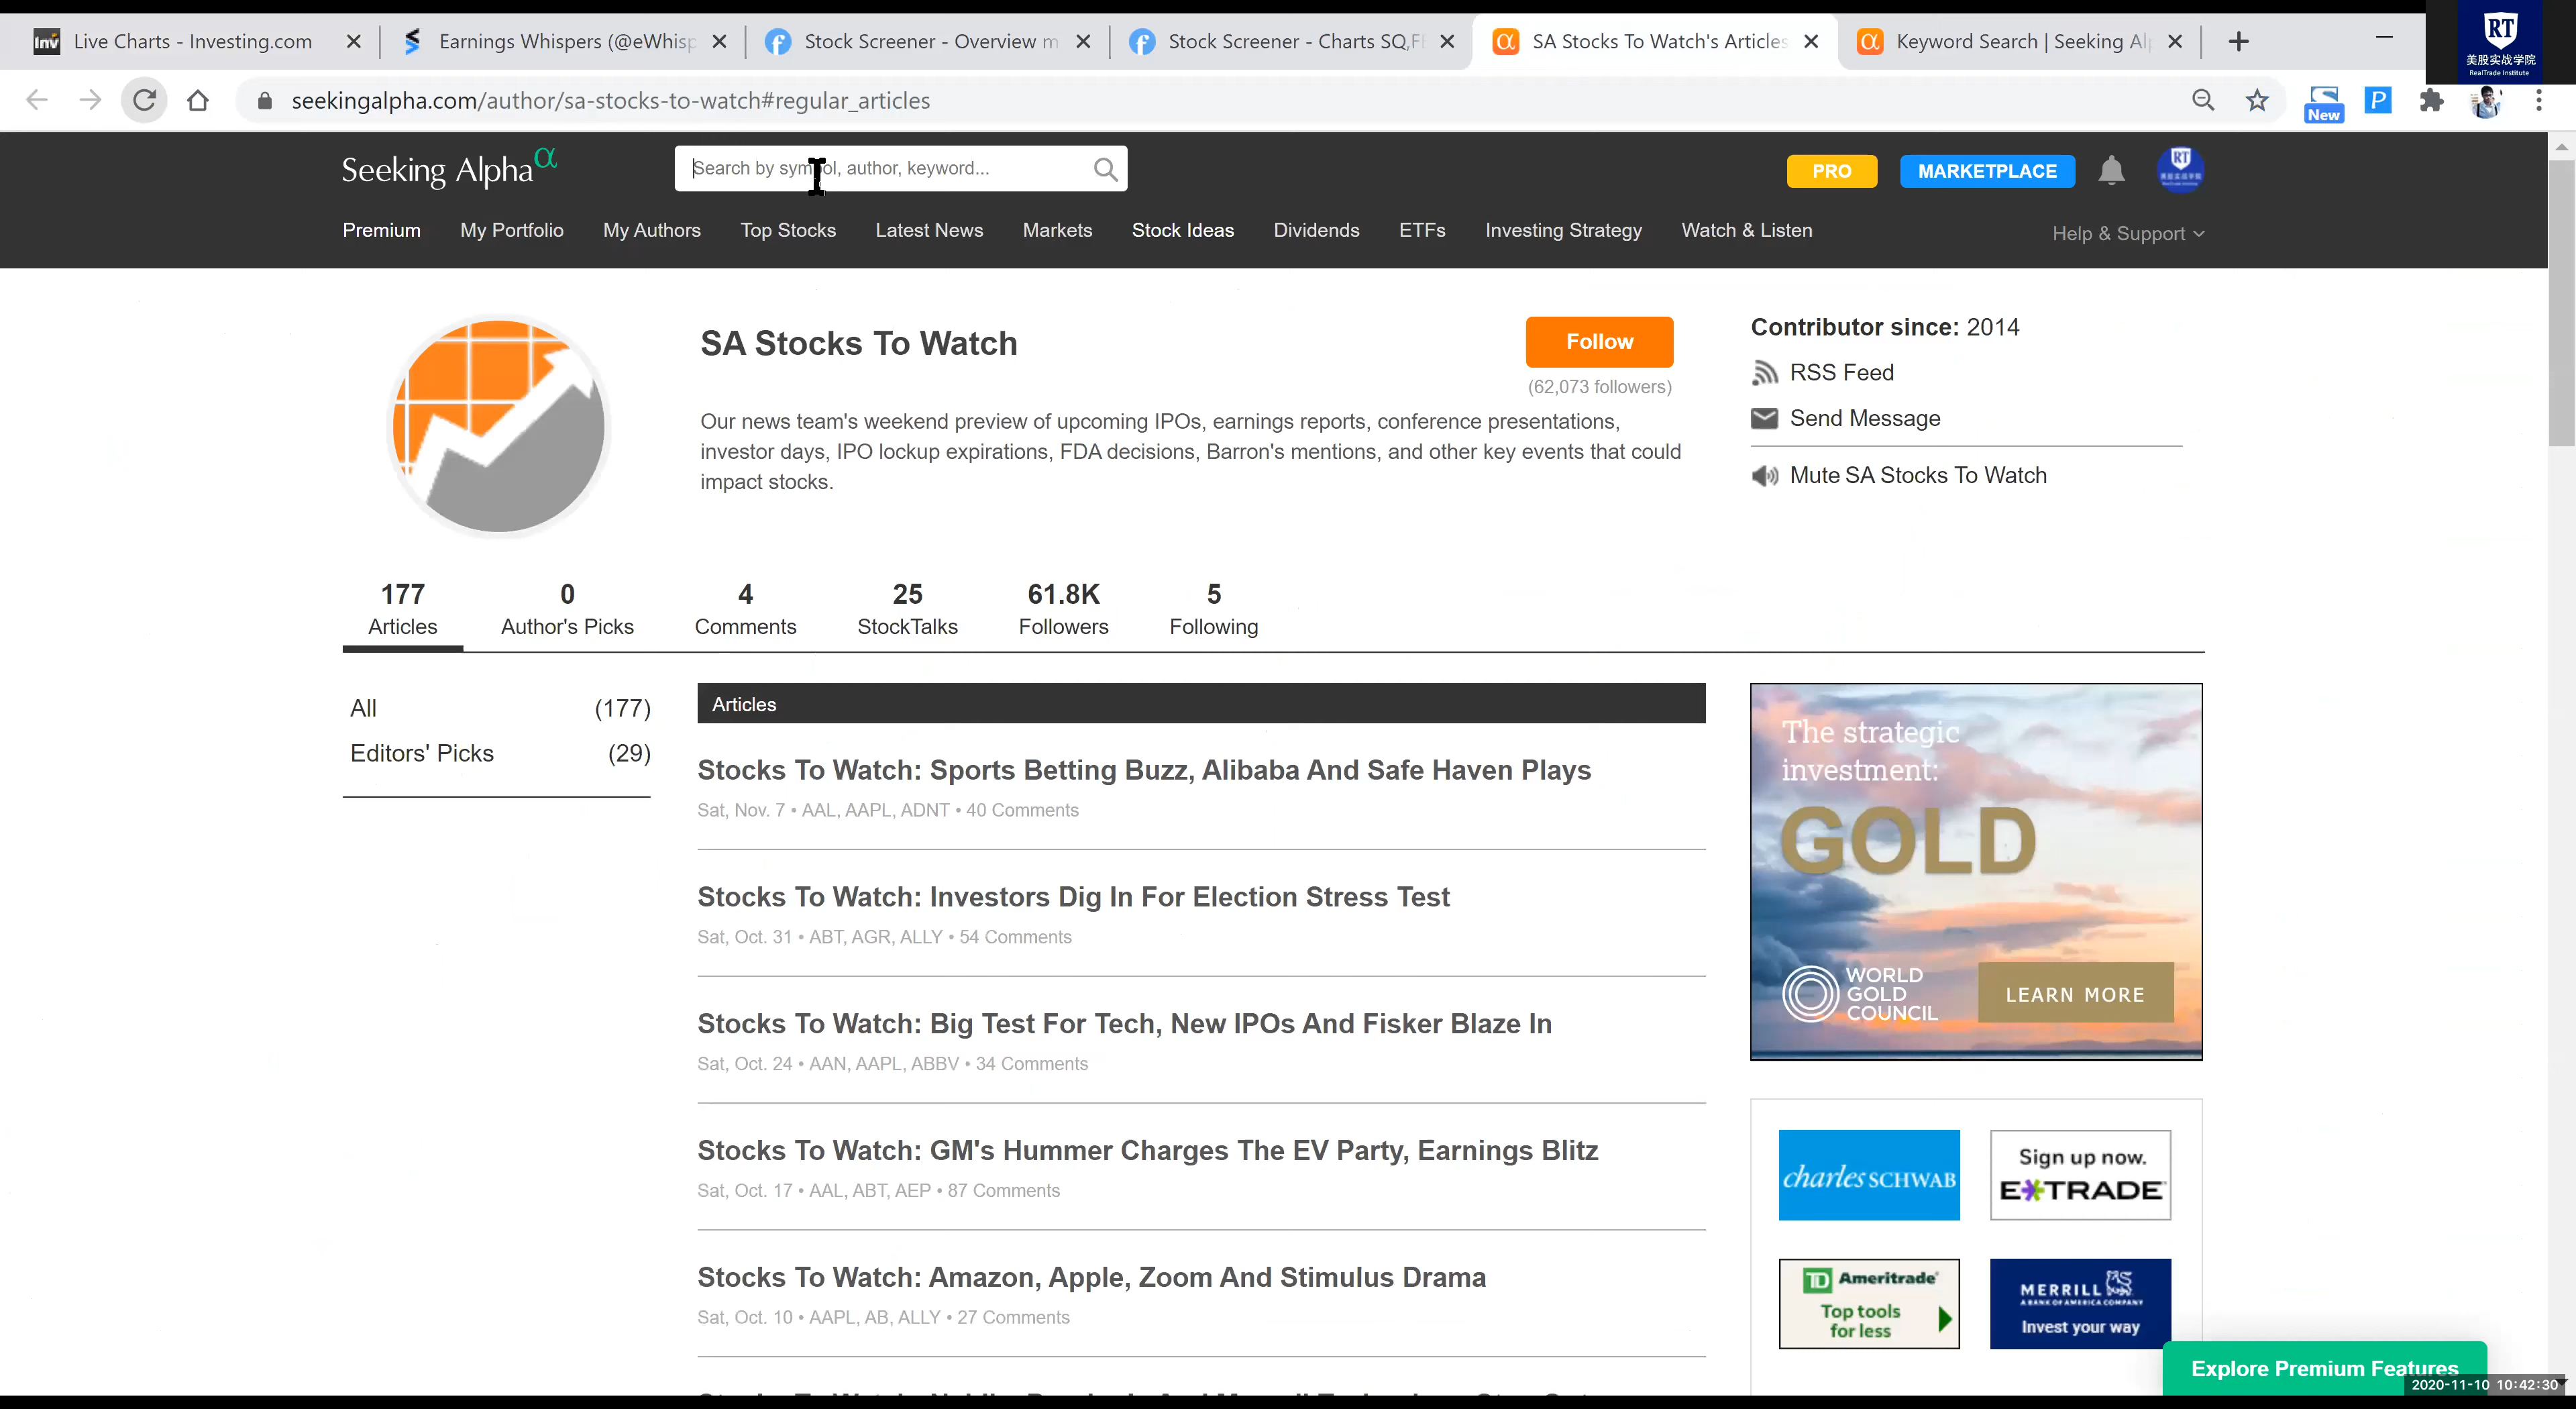 Live Charts - Investing.com
Earnings Whispers (@eWhisp
Stock Screener - Overview m
Stock Screener - Charts SQ,F
SA Stocks To Watch's Articles
Keyword Search | Seeking Al
RT
美股实战学院
RealTrade Institute
seekingalpha.com/author/sa-stocks-to-watch#regular_articles
New
P
Seeking Alpha α
Search by symbol, author, keyword...
PRO
MARKETPLACE
RT
Premium
My Portfolio
My Authors
Top Stocks
Latest News
Markets
Stock Ideas
Dividends
ETFs
Investing Strategy
Watch & Listen
Help & Support
SA Stocks To Watch
Follow
(62,073 followers)
Our news team's weekend preview of upcoming IPOs, earnings reports, conference presentations,
investor days, IPO lockup expirations, FDA decisions, Barron's mentions, and other key events that could
impact stocks.
Contributor since: 2014
RSS Feed
Send Message
Mute SA Stocks To Watch
177
Articles
0
Author's Picks
4
Comments
25
StockTalks
61.8K
Followers
5
Following
All (177)
Editors' Picks (29)
Articles
Stocks To Watch: Sports Betting Buzz, Alibaba And Safe Haven Plays
Sat, Nov. 7 • AAL, AAPL, ADNT • 40 Comments
Stocks To Watch: Investors Dig In For Election Stress Test
Sat, Oct. 31 • ABT, AGR, ALLY • 54 Comments
Stocks To Watch: Big Test For Tech, New IPOs And Fisker Blaze In
Sat, Oct. 24 • AAN, AAPL, ABBV • 34 Comments
Stocks To Watch: GM's Hummer Charges The EV Party, Earnings Blitz
Sat, Oct. 17 • AAL, ABT, AEP • 87 Comments
Stocks To Watch: Amazon, Apple, Zoom And Stimulus Drama
Sat, Oct. 10 • AAPL, AB, ALLY • 27 Comments
The strategic
investment:
GOLD
WORLD
GOLD
COUNCIL
LEARN MORE
charles SCHWAB
Sign up now.
E*TRADE
TD Ameritrade
Top tools
for less
MERRILL
A BANK OF AMERICA COMPANY
Invest your way
Explore Premium Features
2020-11-10 10:42:30